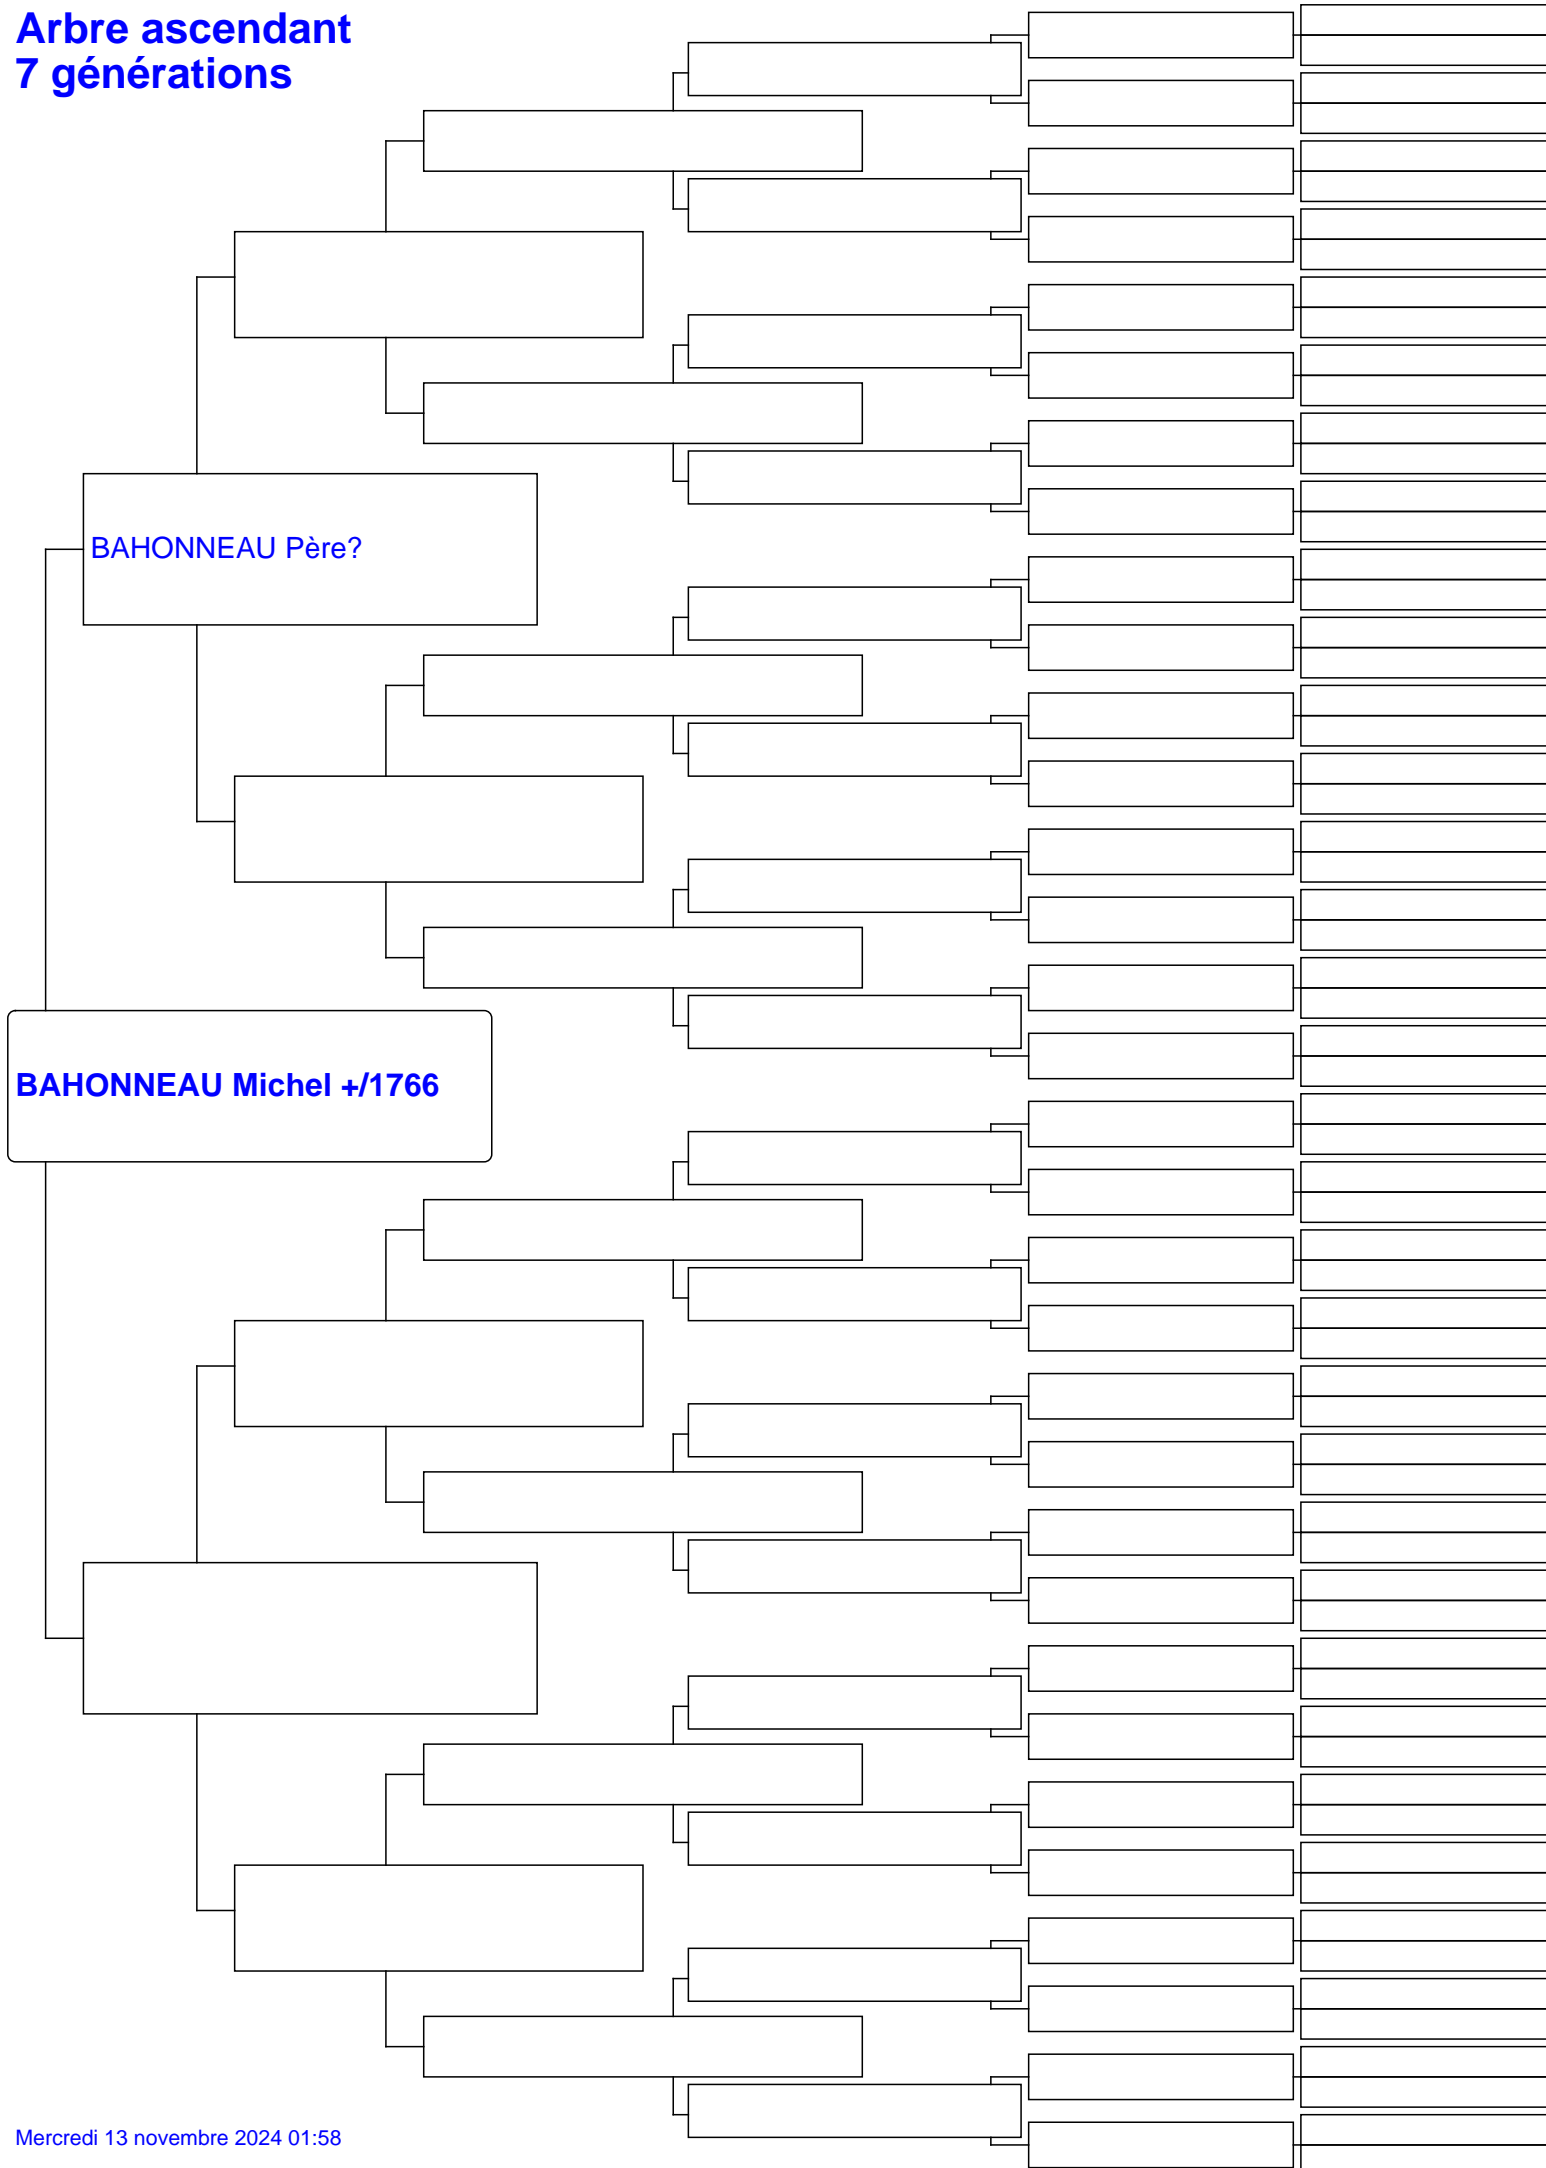 Arbre ascendant
7 générations
BAHONNEAU Père?
BAHONNEAU Michel +/1766
Mercredi 13 novembre 2024 01:58